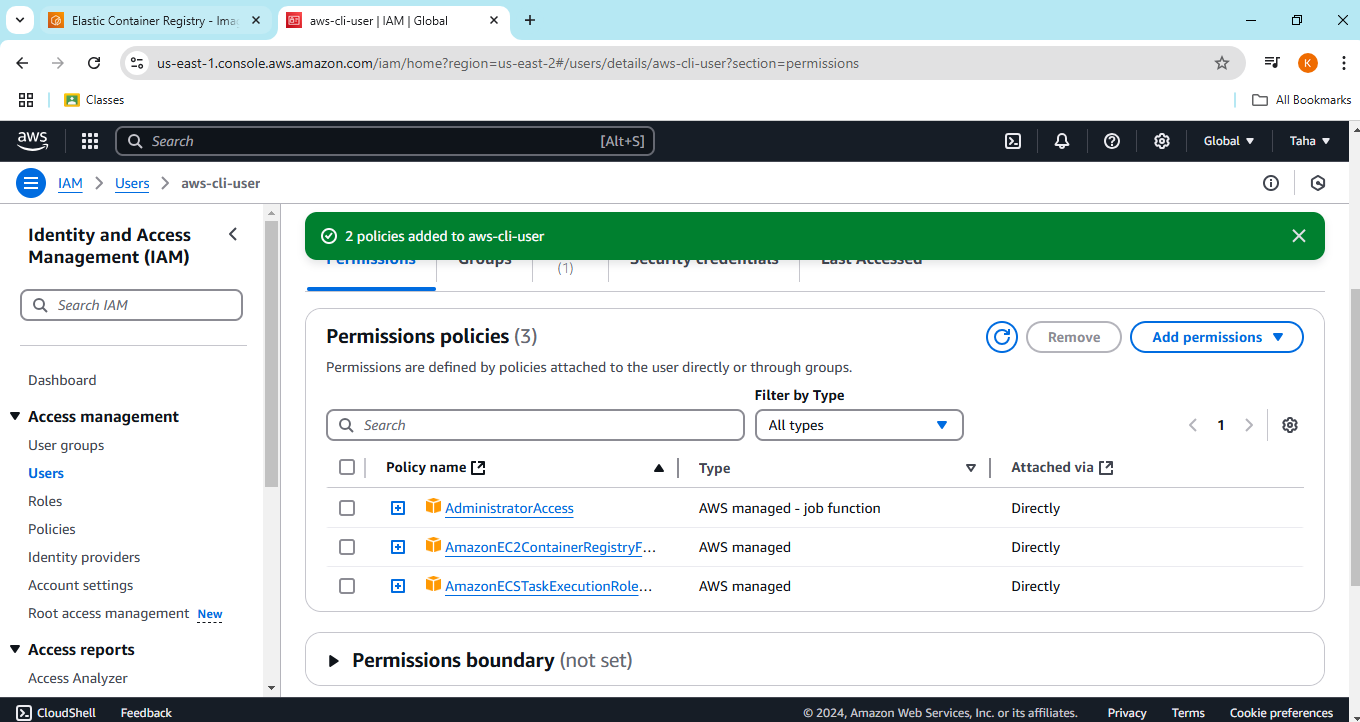 Elastic Container Registry - Ima
aws-cli-user | IAM | Global
us-east-1.console.aws.amazon.com/iam/home?region=us-east-2#/users/details/aws-cli-user?section=permissions
K
Classes
All Bookmarks
aws
Search
[Alt+S]
Global
Taha
IAM
Users
aws-cli-user
Identity and Access
Management (IAM)
Search IAM
Dashboard
Access management
User groups
Users
Roles
Policies
Identity providers
Account settings
Root access management New
Access reports
Access Analyzer
2 policies added to aws-cli-user
Permissions
Groups
(1)
Security credentials
Last Accessed
Permissions policies (3)
Remove
Add permissions
Permissions are defined by policies attached to the user directly or through groups.
Filter by Type
Search
All types
1
Policy name
Type
Attached via
AdministratorAccess
AWS managed - job function
Directly
AmazonEC2ContainerRegistryF...
AWS managed
Directly
AmazonECSTaskExecutionRole...
AWS managed
Directly
Permissions boundary (not set)
CloudShell
Feedback
© 2024, Amazon Web Services, Inc. or its affiliates.
Privacy
Terms
Cookie preferences